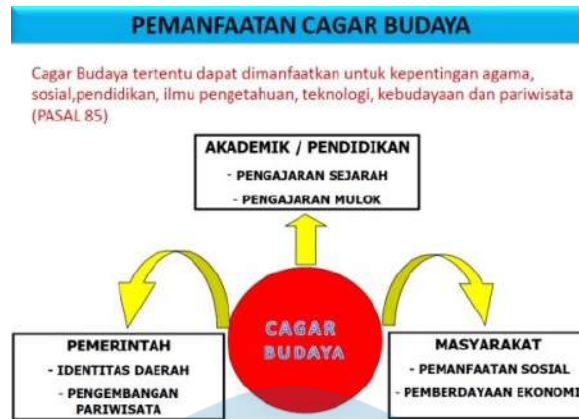 PEMANFAATAN CAGAR BUDAYA
Cagar Budaya tertentu dapat dimanfaatkan untuk kepentingan agama,
sosial,pendidikan, ilmu pengetahuan, teknologi, kebudayaan dan pariwisata
(PASAL 85)
AKADEMIK / PENDIDIKAN
- PENGAJARAN SEJARAH
- PENGAJARAN MULOK
CAGAR
BUDAYA
PEMERINTAH
- IDENTITAS DAERAH
- PENGEMBANGAN
PARIWISATA
MASYARAKAT
- PEMANFAATAN SOSIAL
- PEMBERDAYAAN EKONOMI